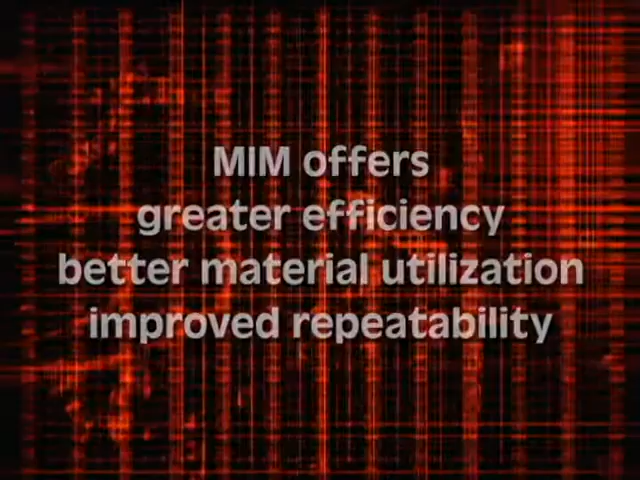 MIM offers
greater efficiency
better material utilization
improved repeatability